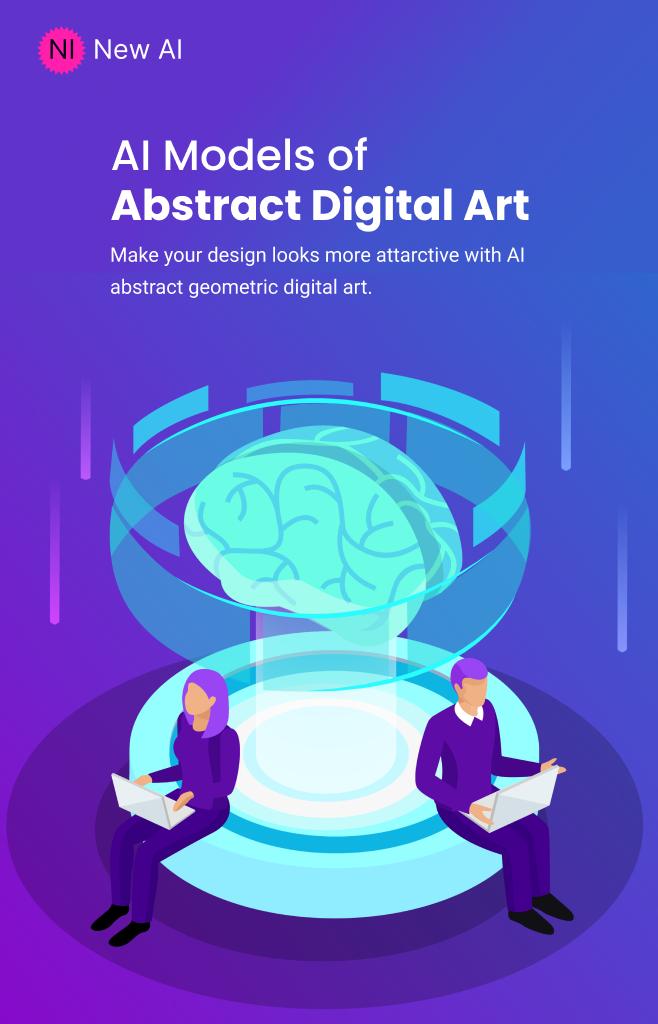 NI New AI
AI Models of
Abstract Digital Art
Make your design looks more attarctive with AI
abstract geometric digital art.